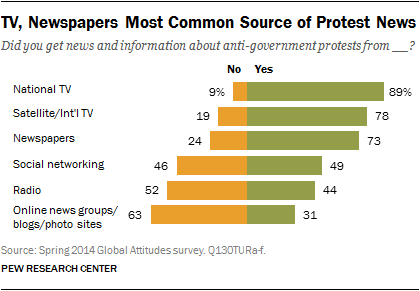 TV, Newspapers Most Common Source of Protest News
Did you get news and information about anti-government protests from __?
No Yes
National TV 9% 89%
Satellite/Int'l TV 19 78
Newspapers 24 73
Social networking 46 49
Radio 52 44
Online news groups/
blogs/photo sites 63 31
Source: Spring 2014 Global Attitudes survey. Q130TURa-f.
PEW RESEARCH CENTER